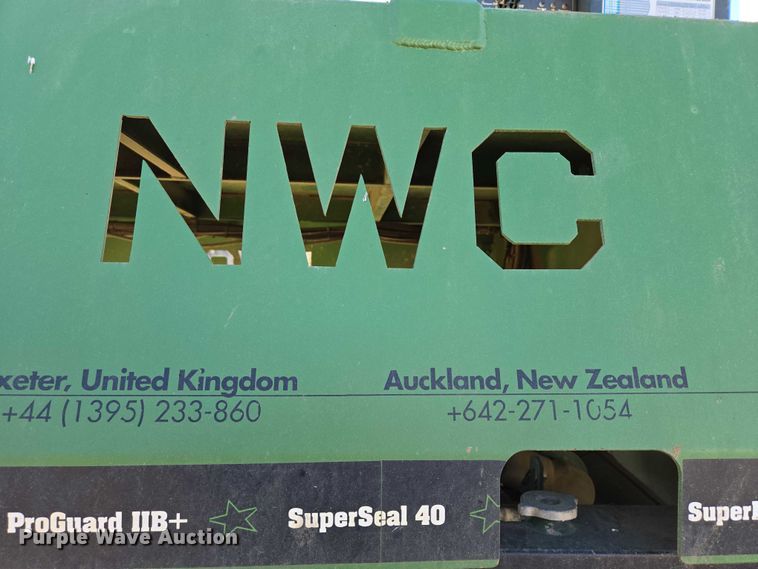 NWC
xeter, United Kingdom Auckland, New Zealand
+44 (1395) 233-860 +642-271-1054
ProGuard IIB+ SuperSeal 40 Super
Purple Wave Auction